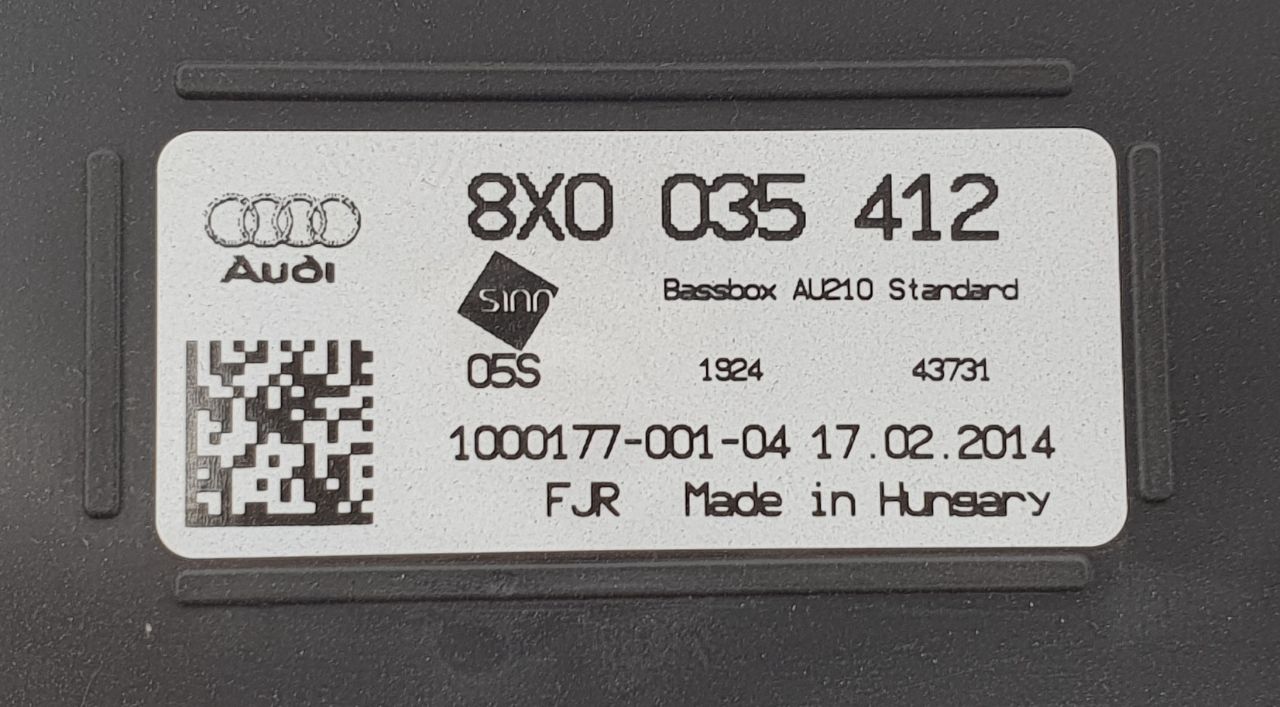 8X0 035 412
Audi
sinn
Bassbox AU210 Standard
05S 1924 43731
1000177-001-04 17.02.2014
FJR Made in Hungary